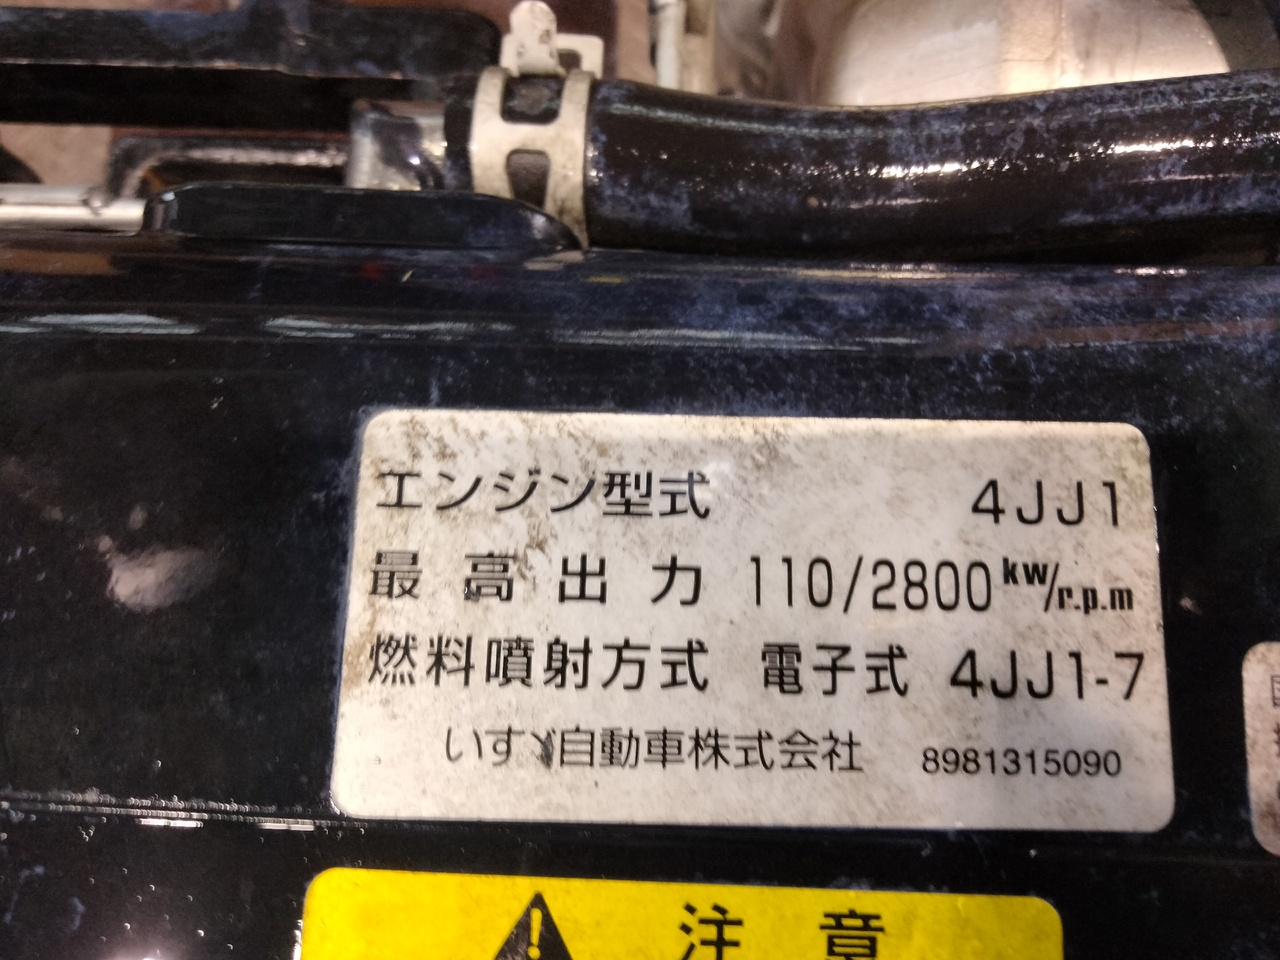 エンジン型式 4JJ1
最高出力 110/2800 kw/r.p.m
燃料噴射方式 電子式 4JJ1-7
いすゞ自動車株式会社 8981315090
注意